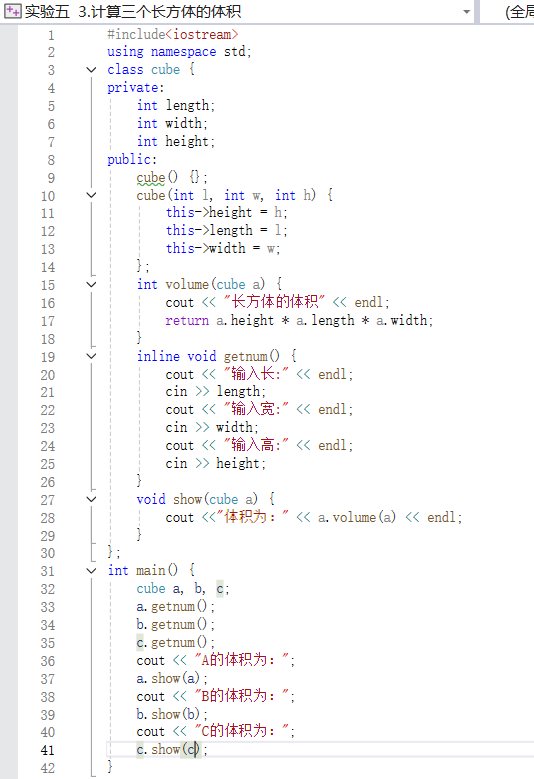 实验五 3.计算三个长方体的体积 (全局
1 #include<iostream>
2 using namespace std;
3 class cube {
4 private:
5 int length;
6 int width;
7 int height;
8 public:
9 cube() {};
10 cube(int l, int w, int h) {
11 this->height = h;
12 this->length = l;
13 this->width = w;
14 };
15 int volume(cube a) {
16 cout << "长方体的体积" << endl;
17 return a.height * a.length * a.width;
18 }
19 inline void getnum() {
20 cout << "输入长:" << endl;
21 cin >> length;
22 cout << "输入宽:" << endl;
23 cin >> width;
24 cout << "输入高:" << endl;
25 cin >> height;
26 }
27 void show(cube a) {
28 cout <<"体积为：" << a.volume(a) << endl;
29 }
30 };
31 int main() {
32 cube a, b, c;
33 a.getnum();
34 b.getnum();
35 c.getnum();
36 cout << "A的体积为：";
37 a.show(a);
38 cout << "B的体积为：";
39 b.show(b);
40 cout << "C的体积为：";
41 c.show(c);
42 }